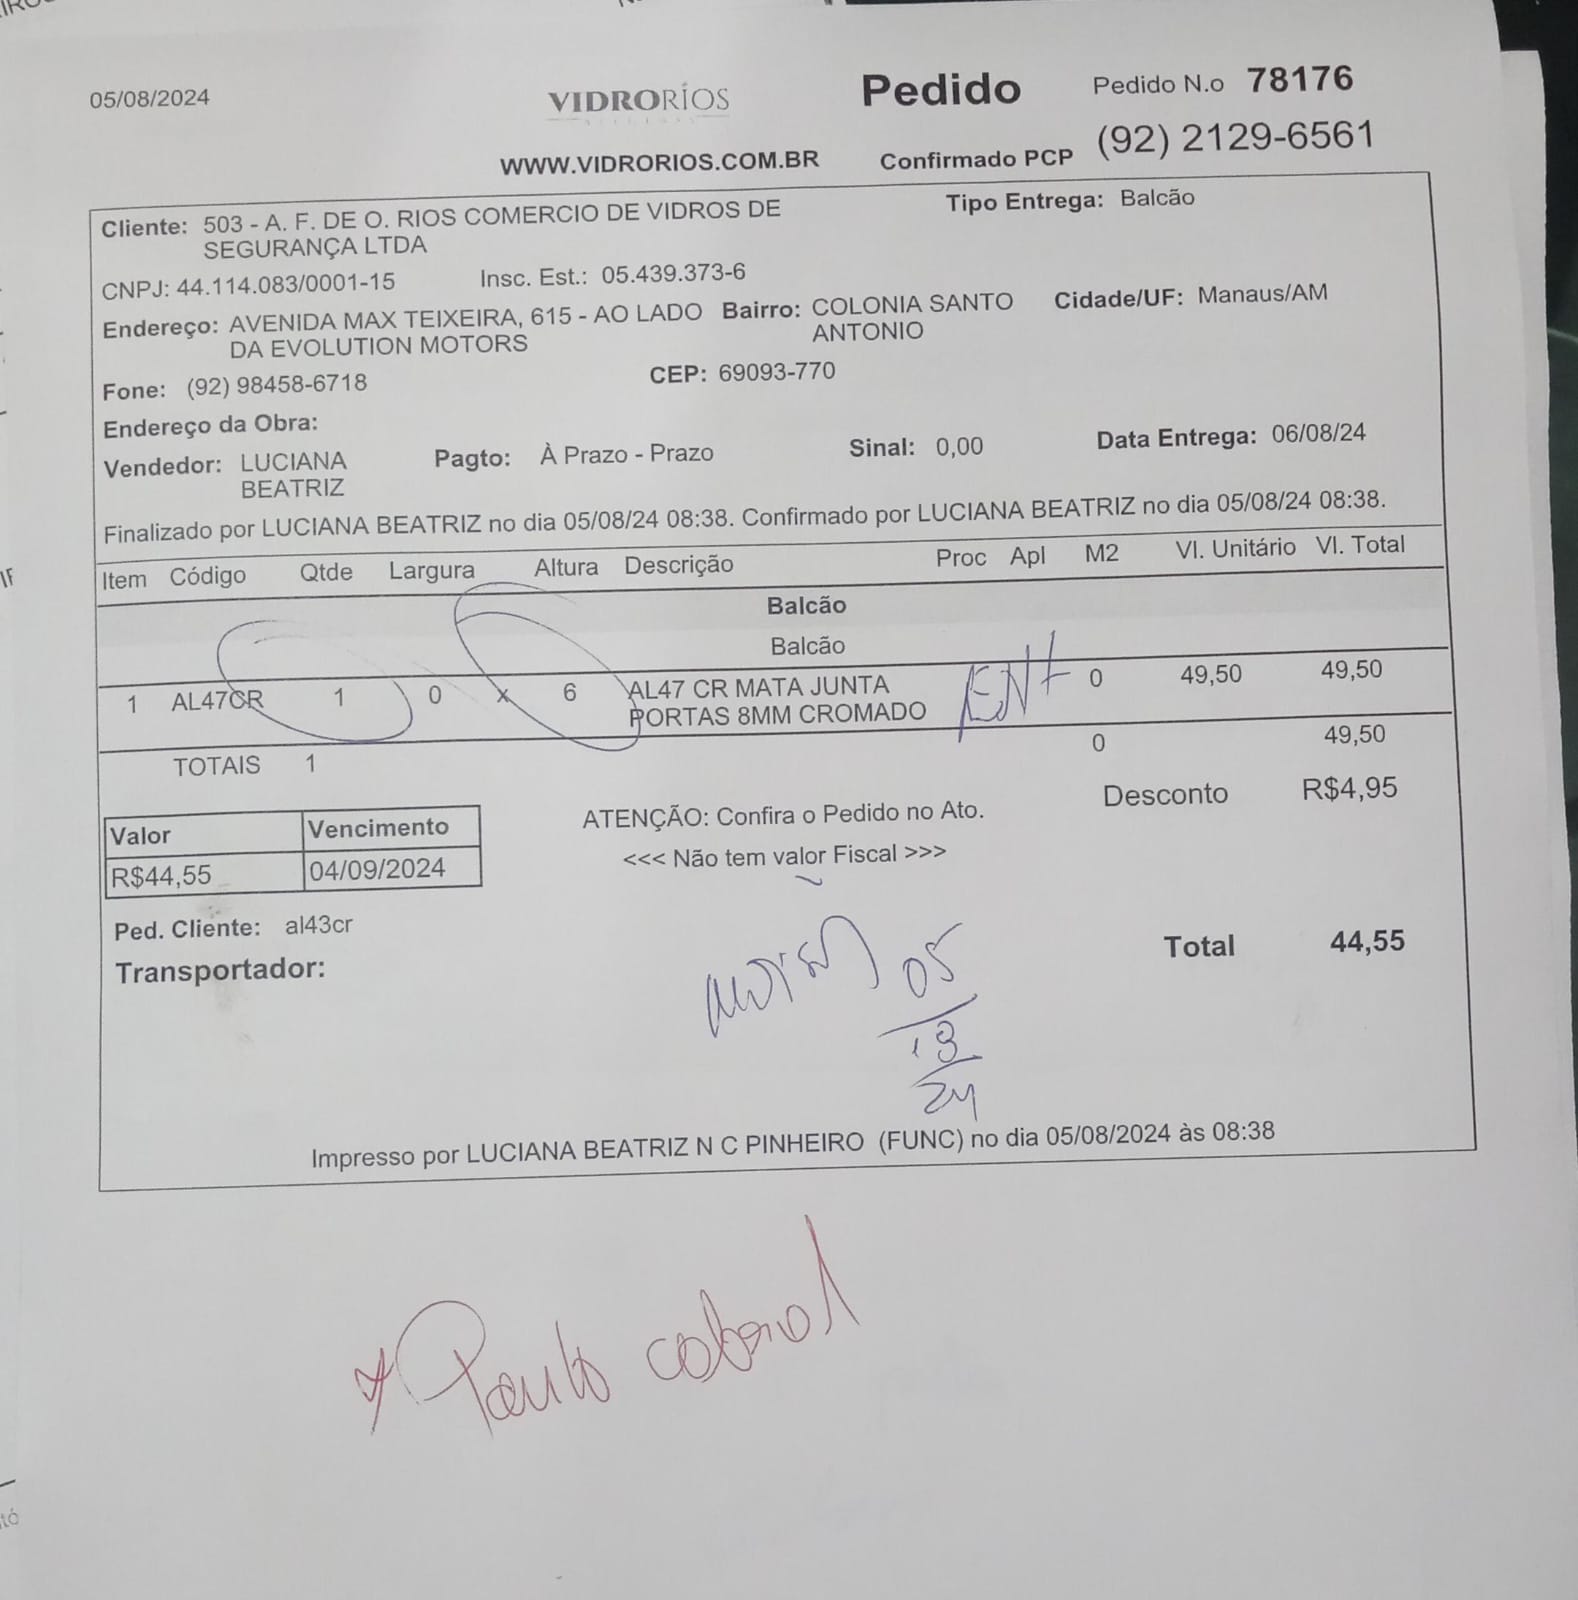 05/08/2024
VIDRORÍOS
Pedido
Pedido N.o 78176
WWW.VIDRORIOS.COM.BR
Confirmado PCP (92) 2129-6561
Cliente: 503 - A. F. DE O. RIOS COMERCIO DE VIDROS DE Tipo Entrega: Balcão
SEGURANÇA LTDA
CNPJ: 44.114.083/0001-15 Insc. Est.: 05.439.373-6
Endereço: AVENIDA MAX TEIXEIRA, 615 - AO LADO Bairro: COLONIA SANTO Cidade/UF: Manaus/AM
DA EVOLUTION MOTORS ANTONIO
Fone: (92) 98458-6718 CEP: 69093-770
Endereço da Obra:
Vendedor: LUCIANA Pagto: À Prazo - Prazo Sinal: 0,00 Data Entrega: 06/08/24
BEATRIZ
Finalizado por LUCIANA BEATRIZ no dia 05/08/24 08:38. Confirmado por LUCIANA BEATRIZ no dia 05/08/24 08:38.
Item Código Qtde Largura Altura Descrição Proc Apl M2 Vl. Unitário Vl. Total
Balcão
Balcão
1 AL47CR 1 0 x 6 AL47 CR MATA JUNTA ENT 0 49,50 49,50
PORTAS 8MM CROMADO
TOTAIS 1 0 49,50
Desconto R$4,95
Valor Vencimento
R$44,55 04/09/2024
ATENÇÃO: Confira o Pedido no Ato.
<<< Não tem valor Fiscal >>>
Ped. Cliente: al43cr
Transportador:
Total 44,55
05
24
Impresso por LUCIANA BEATRIZ N C PINHEIRO (FUNC) no dia 05/08/2024 às 08:38
Paulo cabral